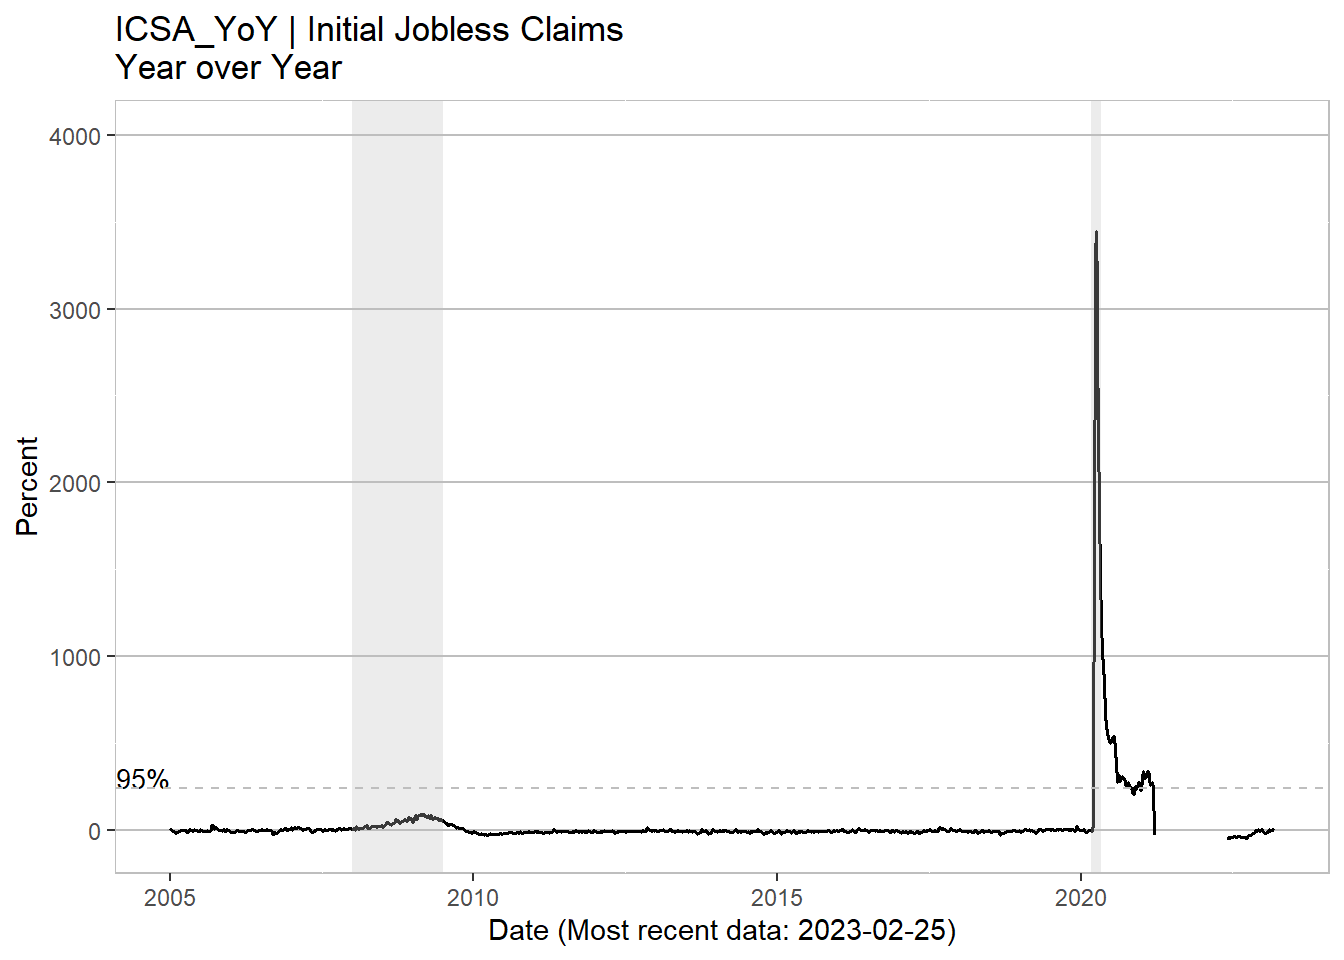 ICSA_YoY | Initial Jobless Claims
Year over Year
Percent
4000
3000
2000
1000
95%
0
2005
2010
2015
2020
Date (Most recent data: 2023-02-25)